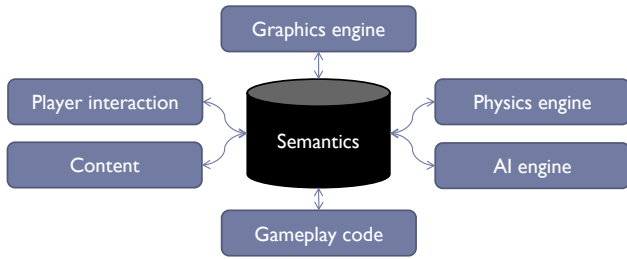 Graphics engine
Player interaction
Physics engine
Semantics
Content
AI engine
Gameplay code